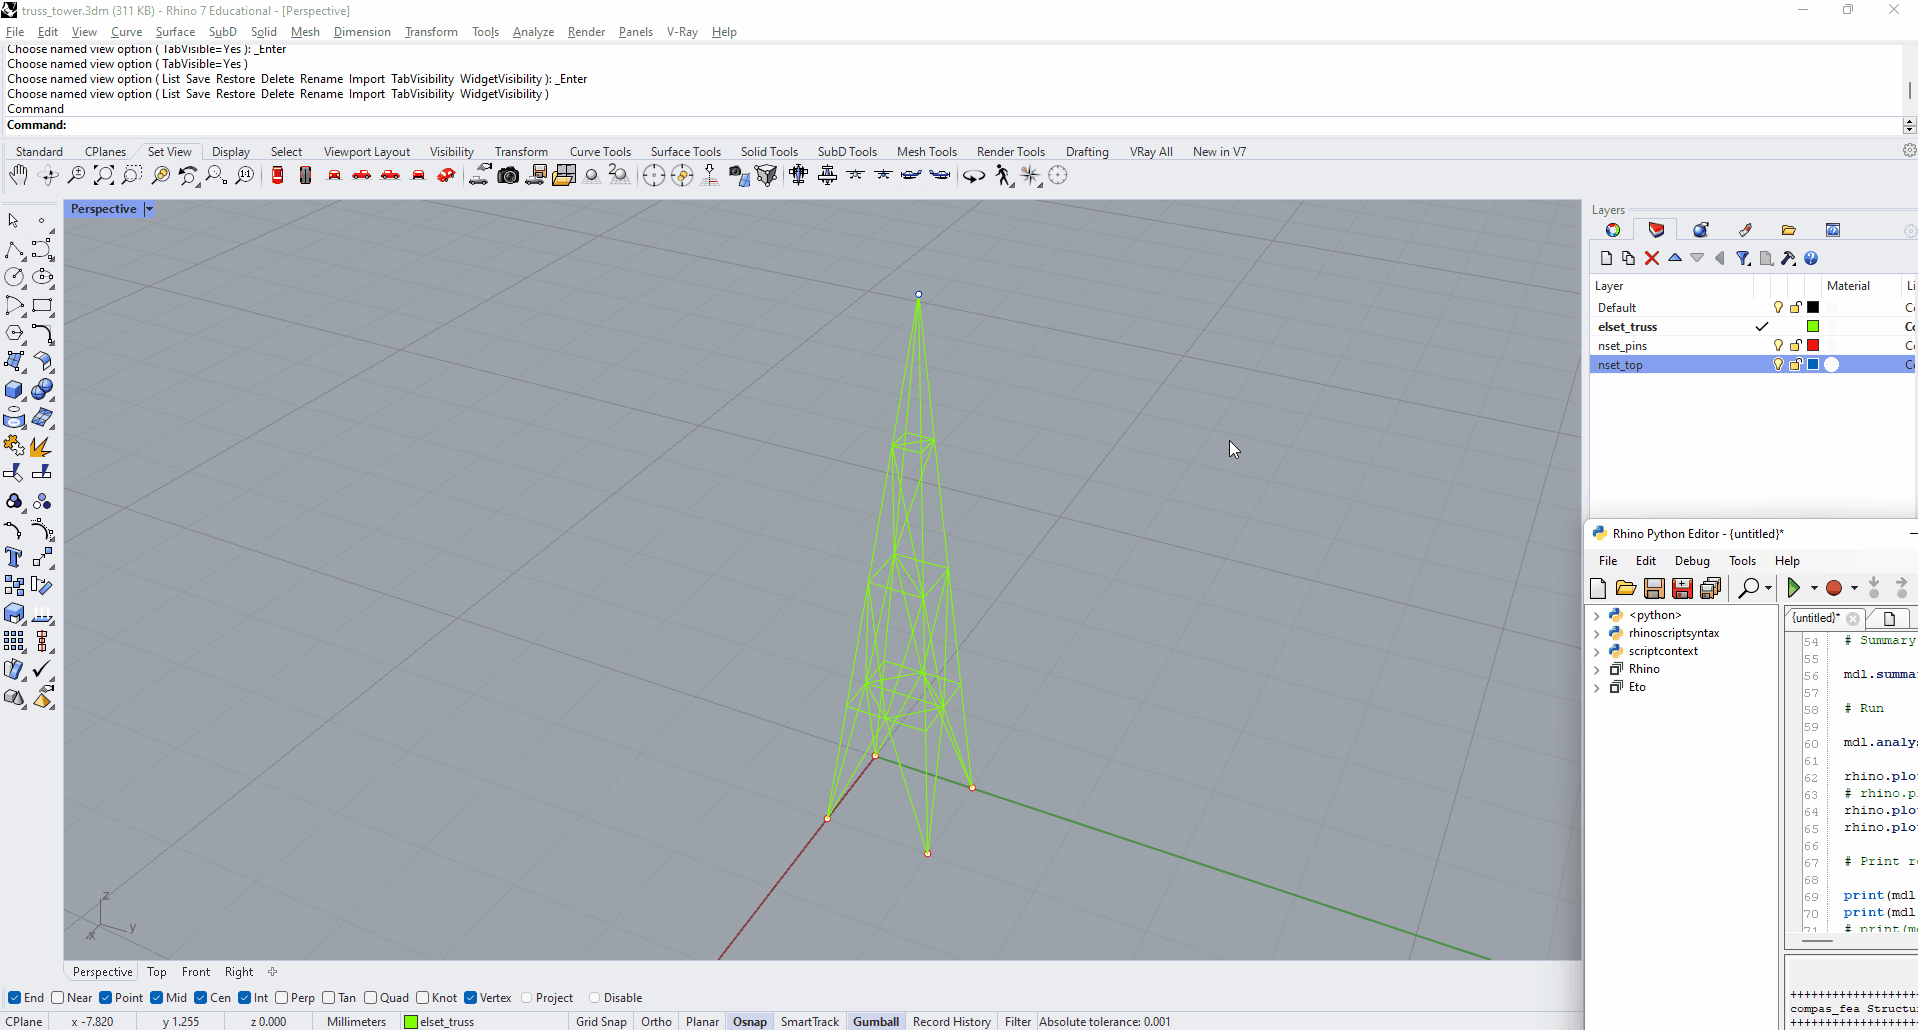 truss_tower.3dm (311 KB) - Rhino 7 Educational - [Perspective]
File Edit View Curve Surface SubD Solid Mesh Dimension Transform Tools Analyze Render Panels V-Ray Help
Choose named view option ( TabVisible=Yes ): _Enter
Choose named view option ( TabVisible=Yes )
Choose named view option ( List Save Restore Delete Rename Import TabVisibility WidgetVisibility ): _Enter
Choose named view option ( List Save Restore Delete Rename Import TabVisibility WidgetVisibility )
Command
Command:
Standard CPlanes Set View Display Select Viewport Layout Visibility Transform Curve Tools Surface Tools Solid Tools SubD Tools Mesh Tools Render Tools Drafting VRay All New in V7
Perspective
Layers
Layer Material Li
Default
elset_truss
nset_pins
nset_top
Rhino Python Editor - {untitled}*
File Edit Debug Tools Help
<python>
rhinoscriptsyntax
scriptcontext
Rhino
Eto
{untitled}*
54 # Summary
55
56 mdl.summa
57
58 # Run
59
60 mdl.analy
61
62 rhino.plo
63 # rhino.p
64 rhino.plo
65 rhino.plo
66
67 # Print r
68
69 print(mdl
70 print(mdl
71 # print(m
++++++++++++++++++
compas_fea Structu
++++++++++++++++++
z
y
x
Perspective Top Front Right
End Near Point Mid Cen Int Perp Tan Quad Knot Vertex Project Disable
CPlane x -7.820 y 1.255 z 0.000 Millimeters elset_truss Grid Snap Ortho Planar Osnap SmartTrack Gumball Record History Filter Absolute tolerance: 0.001